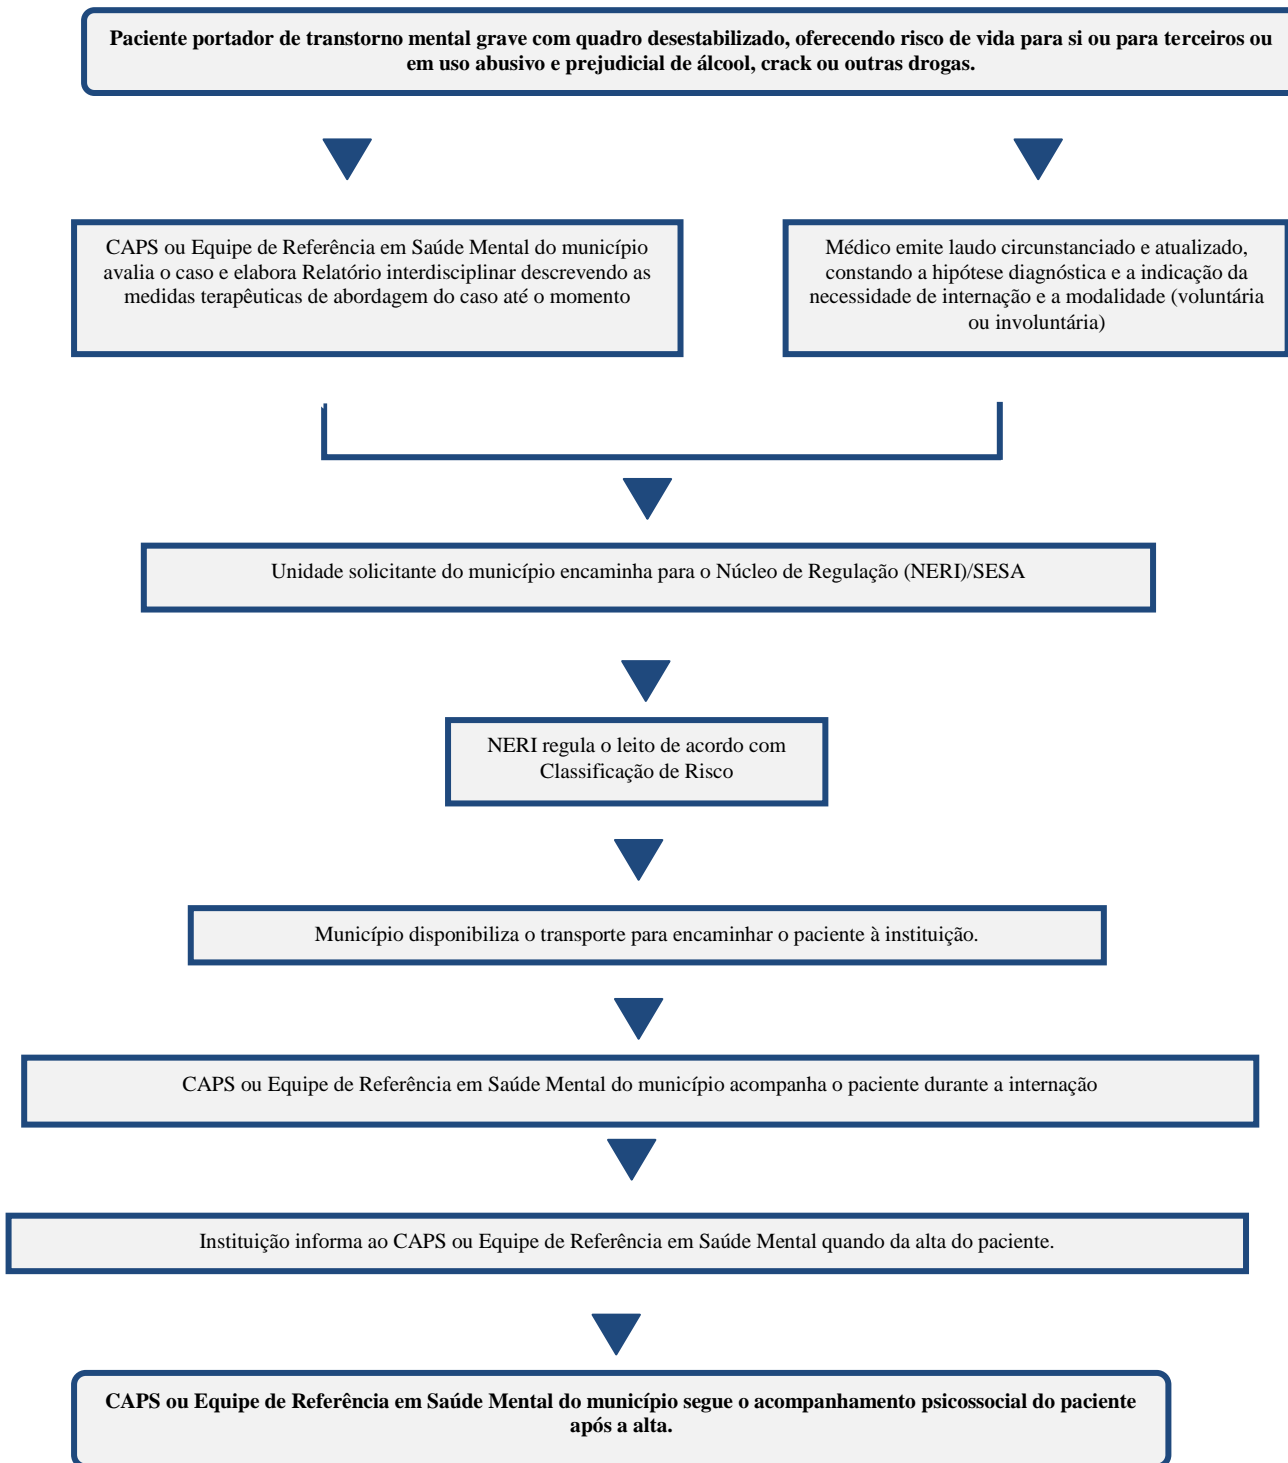 Paciente portador de transtorno mental grave com quadro desestabilizado, oferecendo risco de vida para si ou para terceiros ou
em uso abusivo e prejudicial de álcool, crack ou outras drogas.
CAPS ou Equipe de Referência em Saúde Mental do município
avalia o caso e elabora Relatório interdisciplinar descrevendo as
medidas terapêuticas de abordagem do caso até o momento
Médico emite laudo circunstanciado e atualizado,
constando a hipótese diagnóstica e a indicação da
necessidade de internação e a modalidade (voluntária
ou involuntária)
Unidade solicitante do município encaminha para o Núcleo de Regulação (NERI)/SESA
NERI regula o leito de acordo com
Classificação de Risco
Município disponibiliza o transporte para encaminhar o paciente à instituição.
CAPS ou Equipe de Referência em Saúde Mental do município acompanha o paciente durante a internação
Instituição informa ao CAPS ou Equipe de Referência em Saúde Mental quando da alta do paciente.
CAPS ou Equipe de Referência em Saúde Mental do município segue o acompanhamento psicossocial do paciente
após a alta.